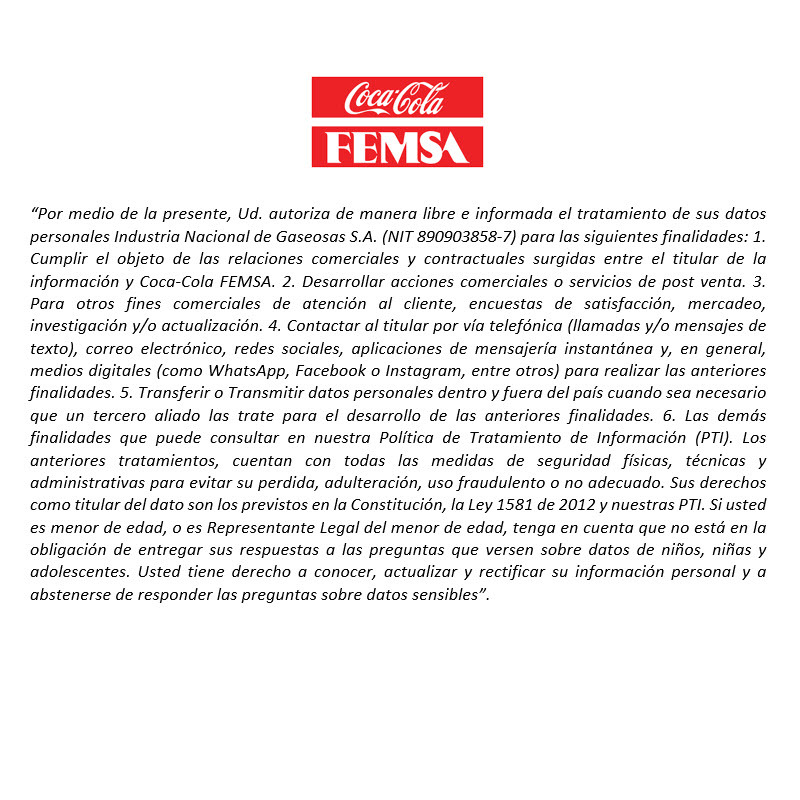 Coca-Cola
FEMSA
“Por medio de la presente, Ud. autoriza de manera libre e informada el tratamiento de sus datos
personales Industria Nacional de Gaseosas S.A. (NIT 890903858-7) para las siguientes finalidades: 1.
Cumplir el objeto de las relaciones comerciales y contractuales surgidas entre el titular de la
información y Coca-Cola FEMSA. 2. Desarrollar acciones comerciales o servicios de post venta. 3.
Para otros fines comerciales de atención al cliente, encuestas de satisfacción, mercadeo,
investigación y/o actualización. 4. Contactar al titular por vía telefónica (llamadas y/o mensajes de
texto), correo electrónico, redes sociales, aplicaciones de mensajería instantánea y, en general,
medios digitales (como WhatsApp, Facebook o Instagram, entre otros) para realizar las anteriores
finalidades. 5. Transferir o Transmitir datos personales dentro y fuera del país cuando sea necesario
que un tercero aliado las trate para el desarrollo de las anteriores finalidades. 6. Las demás
finalidades que puede consultar en nuestra Política de Tratamiento de Información (PTI). Los
anteriores tratamientos, cuentan con todas las medidas de seguridad físicas, técnicas y
administrativas para evitar su perdida, adulteración, uso fraudulento o no adecuado. Sus derechos
como titular del dato son los previstos en la Constitución, la Ley 1581 de 2012 y nuestras PTI. Si usted
es menor de edad, o es Representante Legal del menor de edad, tenga en cuenta que no está en la
obligación de entregar sus respuestas a las preguntas que versen sobre datos de niños, niñas y
adolescentes. Usted tiene derecho a conocer, actualizar y rectificar su información personal y a
abstenerse de responder las preguntas sobre datos sensibles”.